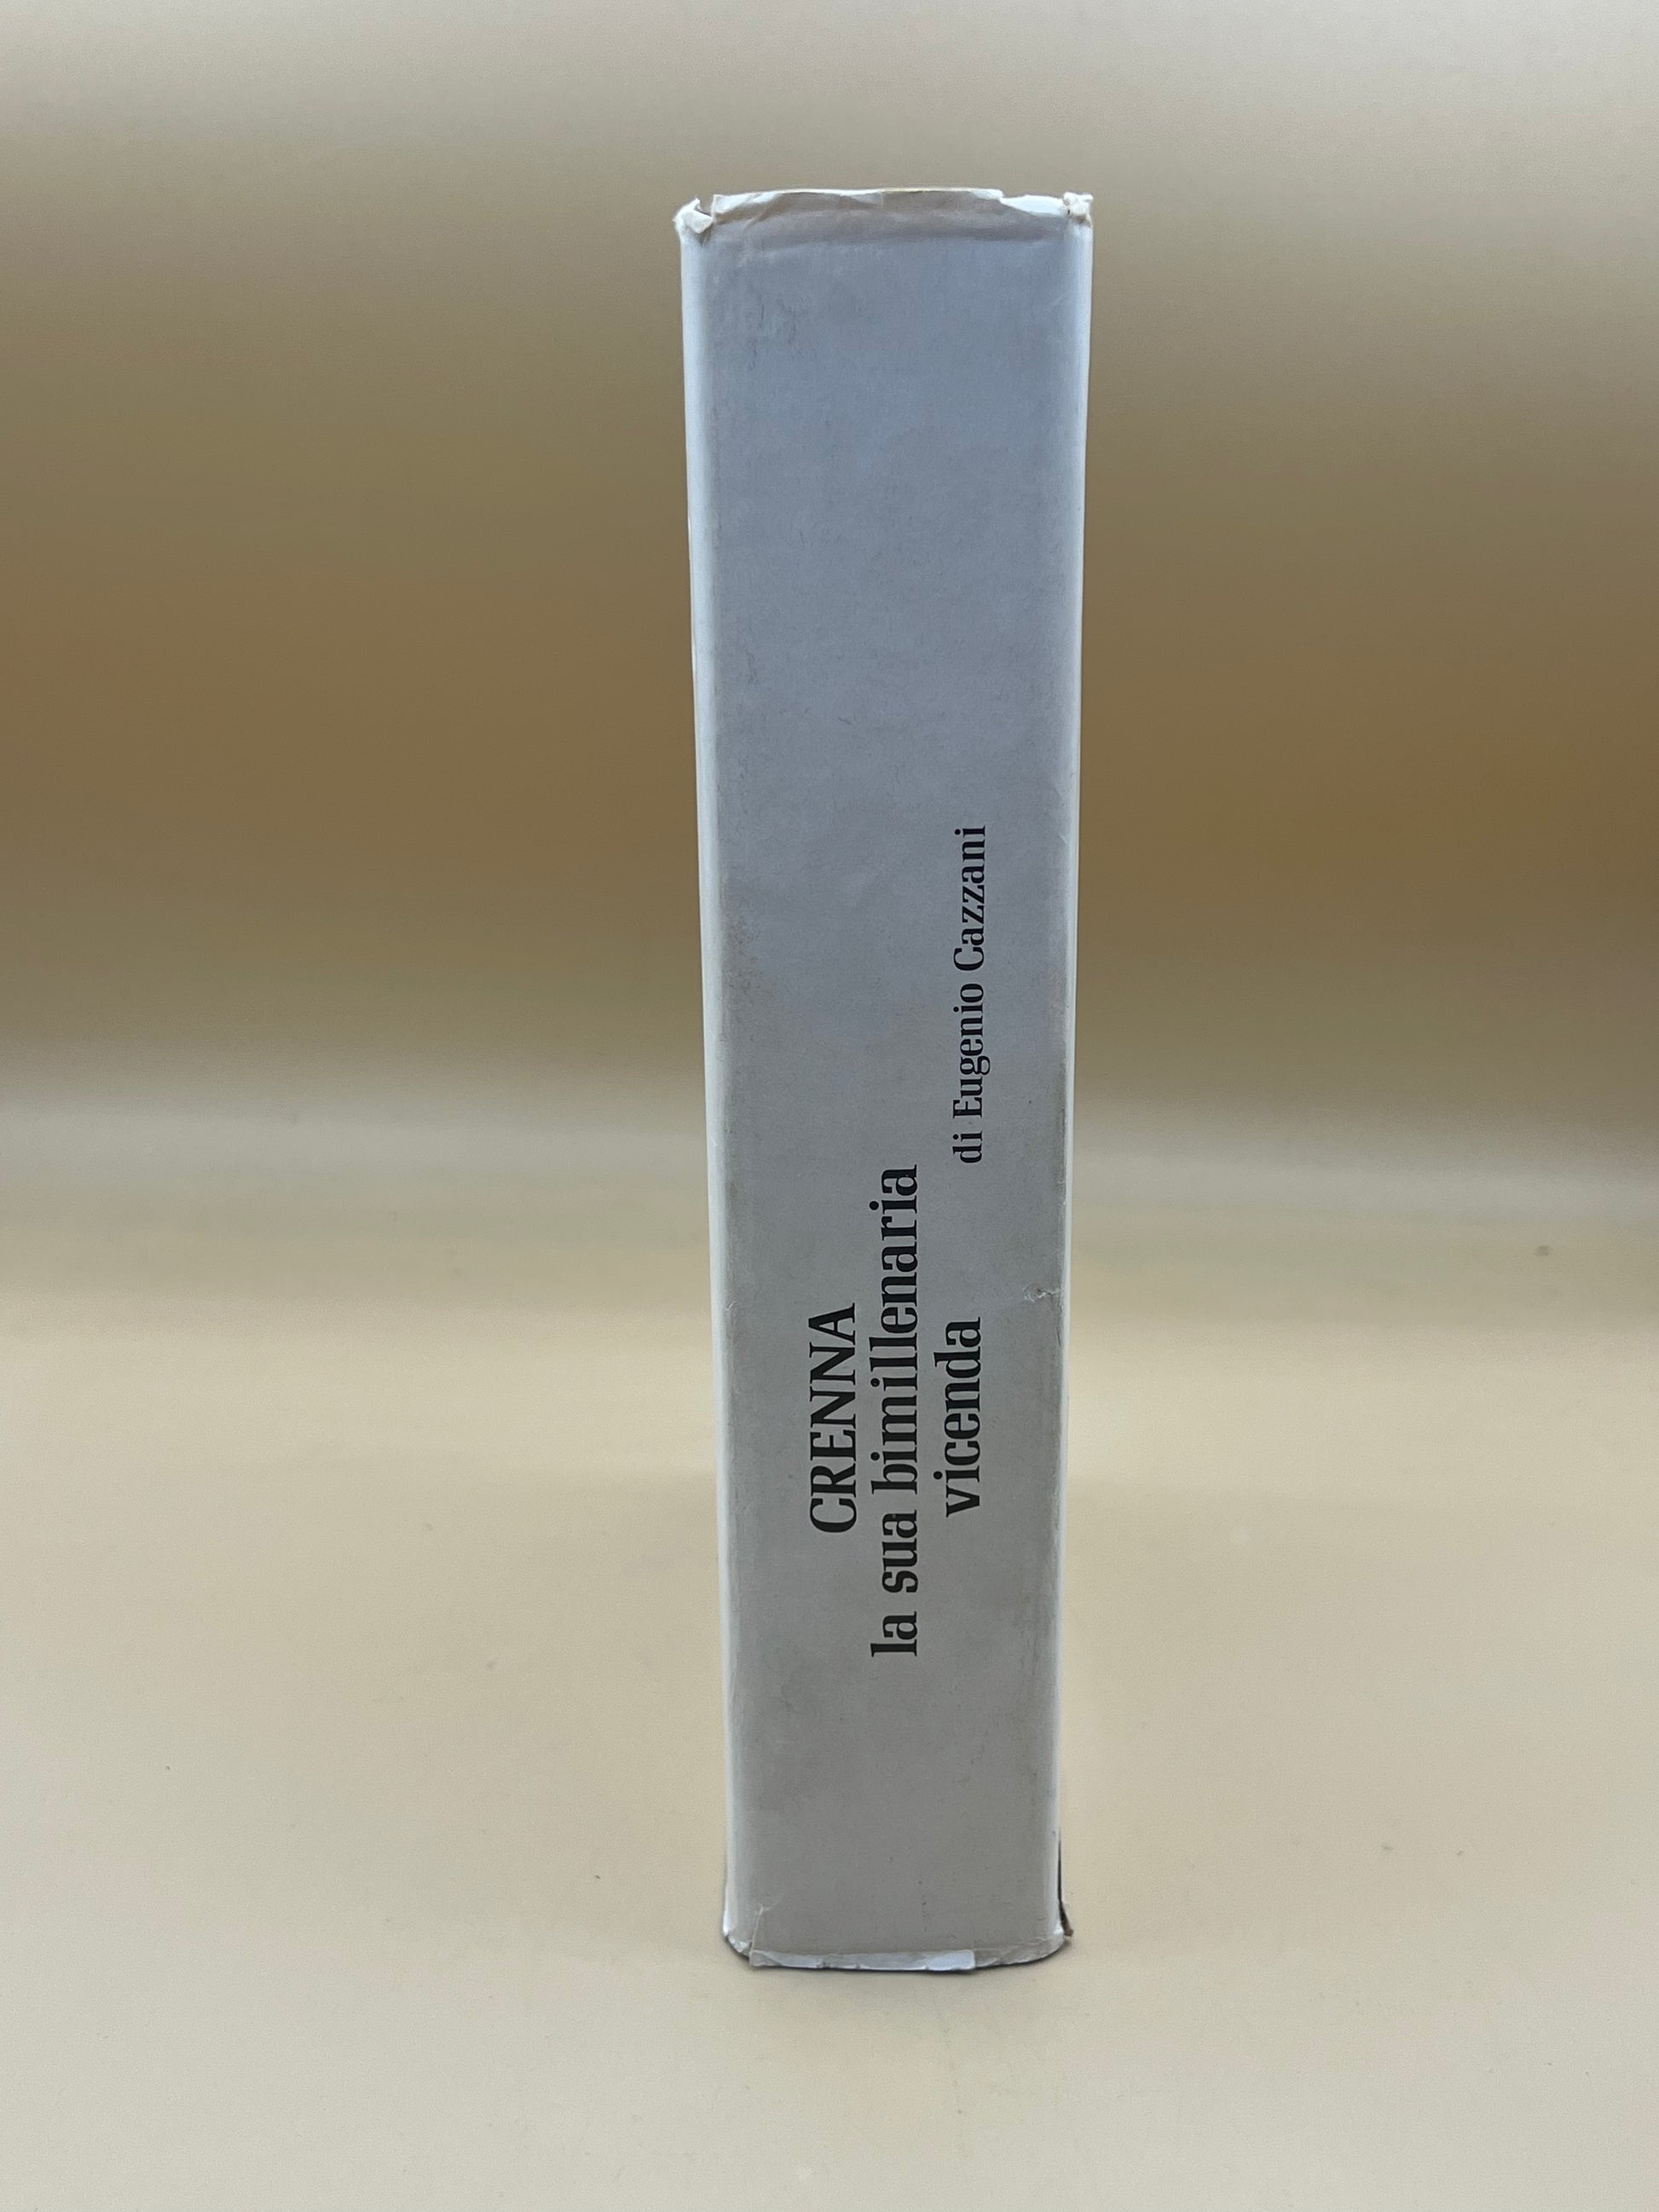 CRENNA
la sua bimillenaria
vicenda
di Eugenio Cazzani